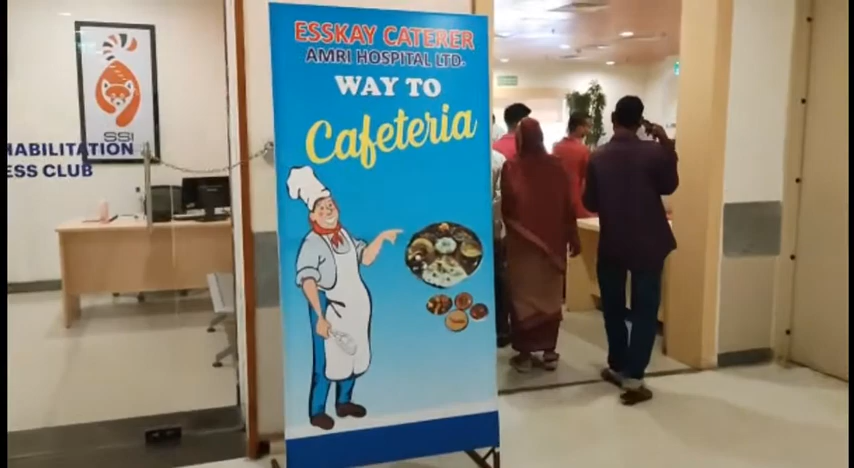 ESSKAY CATERER
AMRI HOSPITAL LTD.
WAY TO
Cafeteria
SSI
HABILITATION
ESS CLUB